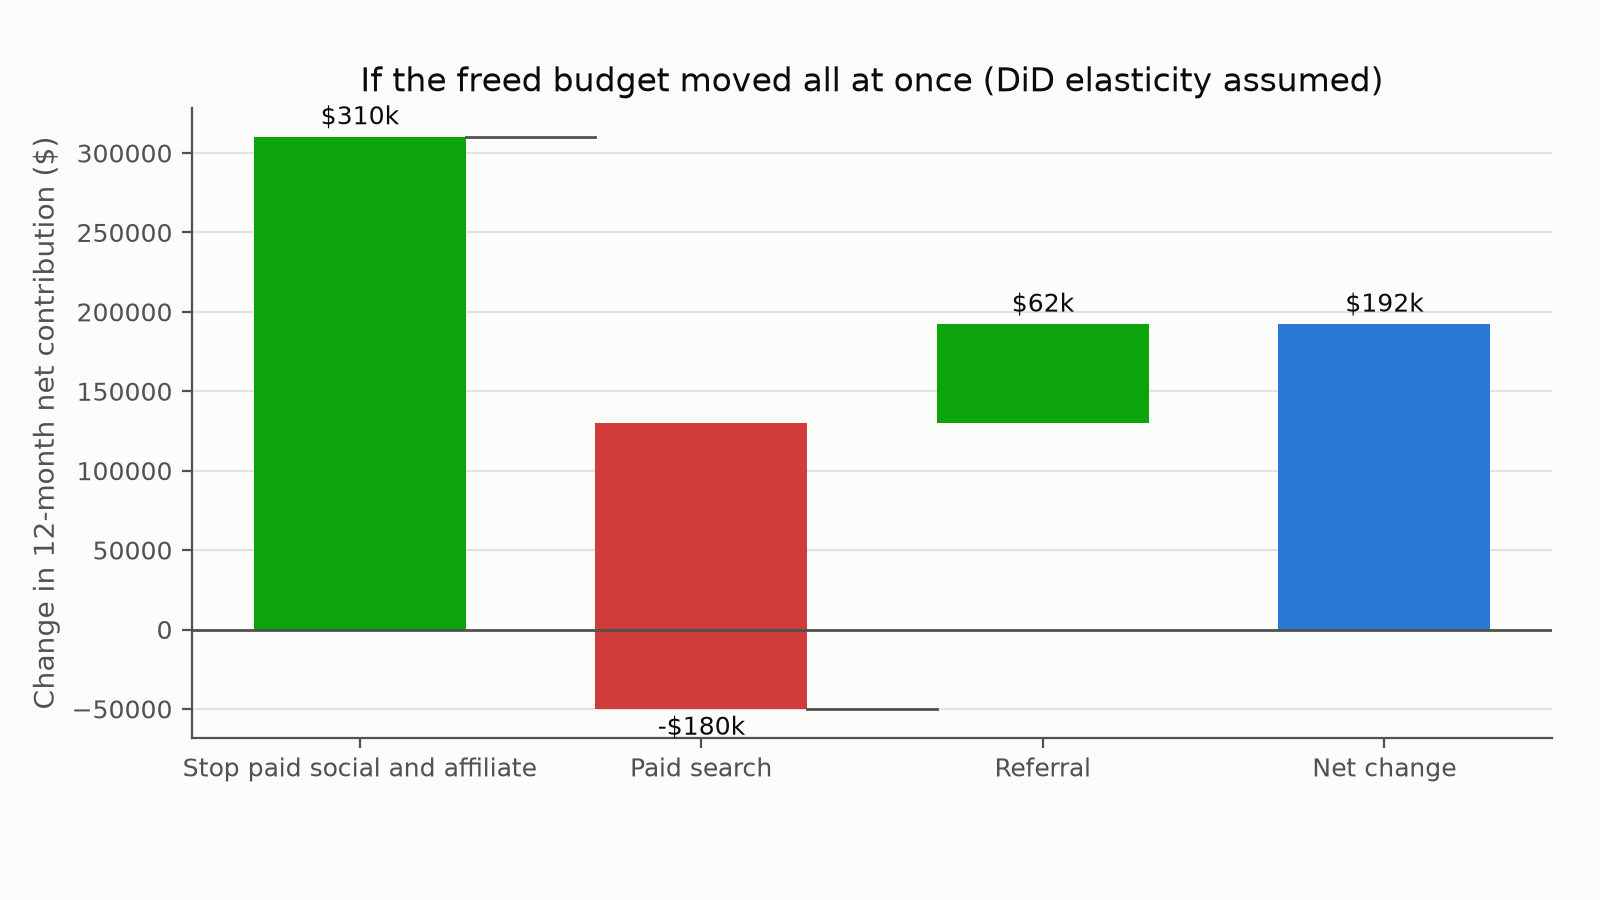 If the freed budget moved all at once (DiD elasticity assumed)
Change in 12-month net contribution ($)
300000
250000
200000
150000
100000
50000
0
−50000
$310k
-$180k
$62k
$192k
Stop paid social and affiliate
Paid search
Referral
Net change